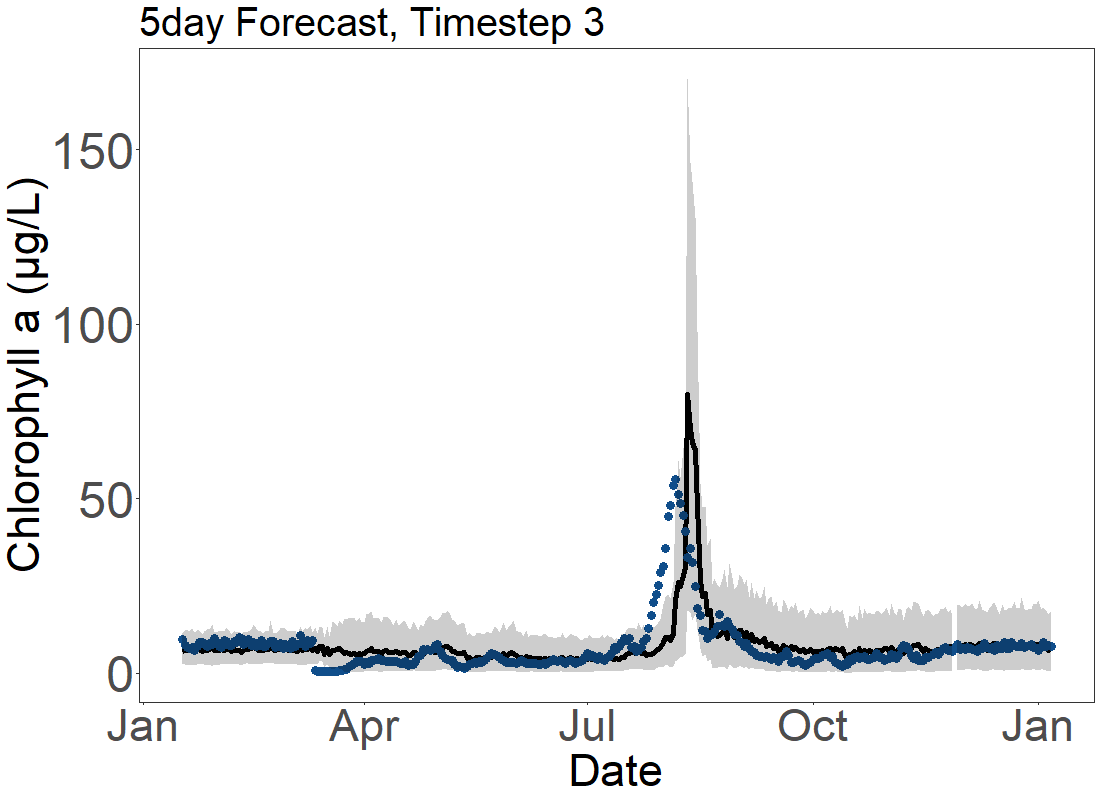 5day Forecast, Timestep 3
Chlorophyll a (µg/L)
150
100
50
0
Jan Apr Jul Oct Jan
Date